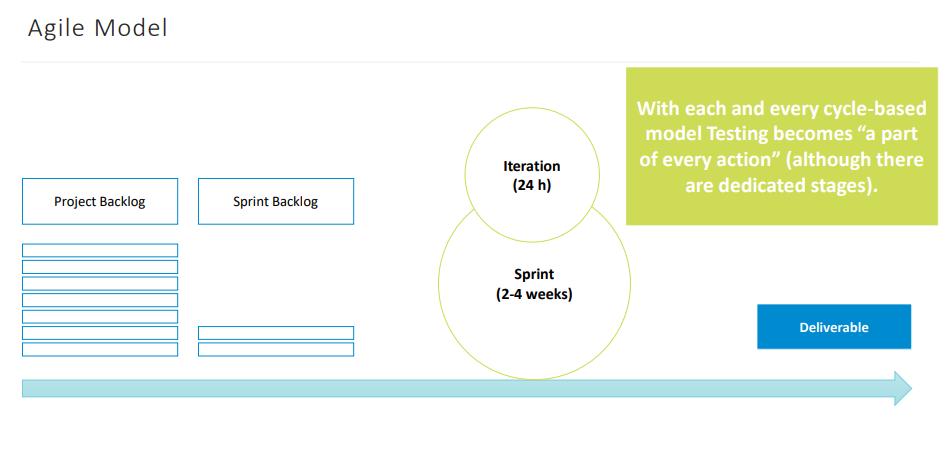 Agile Model
With each and every cycle-based
model Testing becomes “a part
of every action” (although there
are dedicated stages).
Iteration
(24 h)
Project Backlog
Sprint Backlog
Sprint
(2-4 weeks)
Deliverable